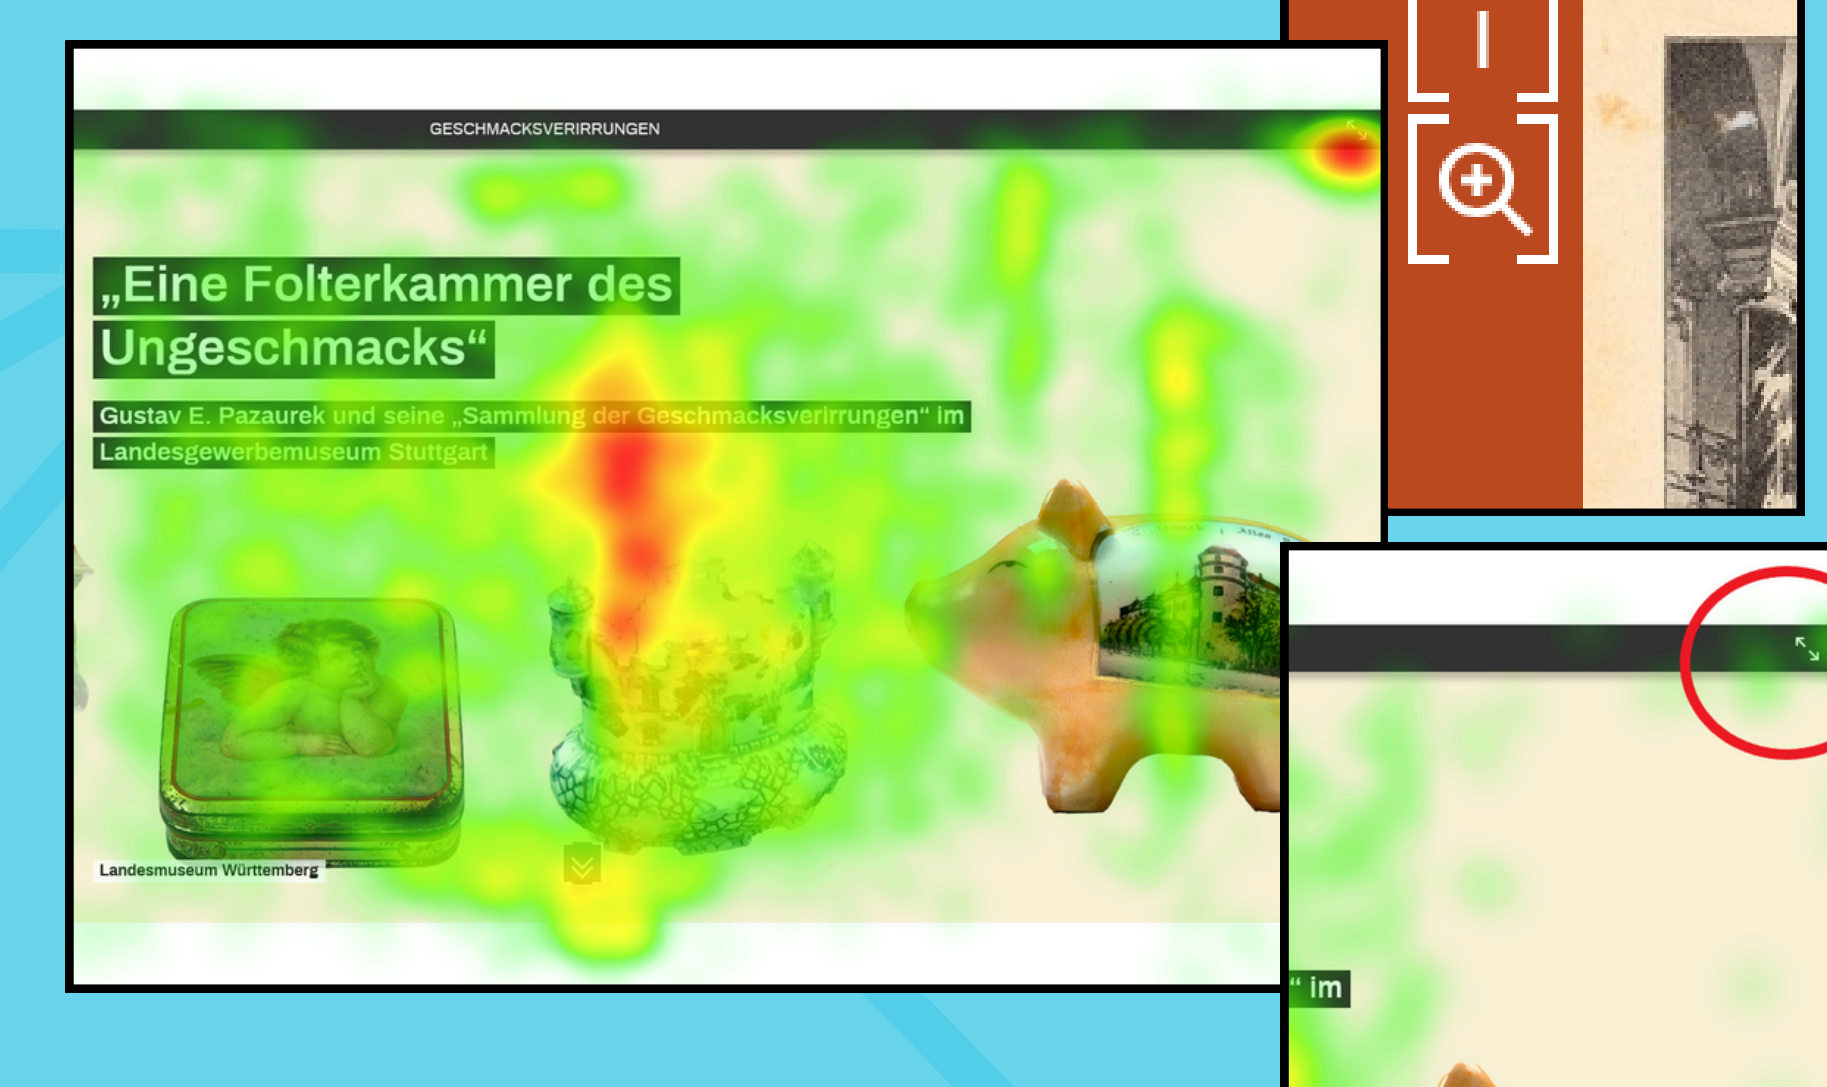 GESCHMACKSVERIRRUNGEN
„Eine Folterkammer des
Ungeschmacks“
Gustav E. Pazaurek und seine „Sammlung der Geschmacksverirrungen“ im
Landesgewerbemuseum Stuttgart
Landesmuseum Württemberg
“ im